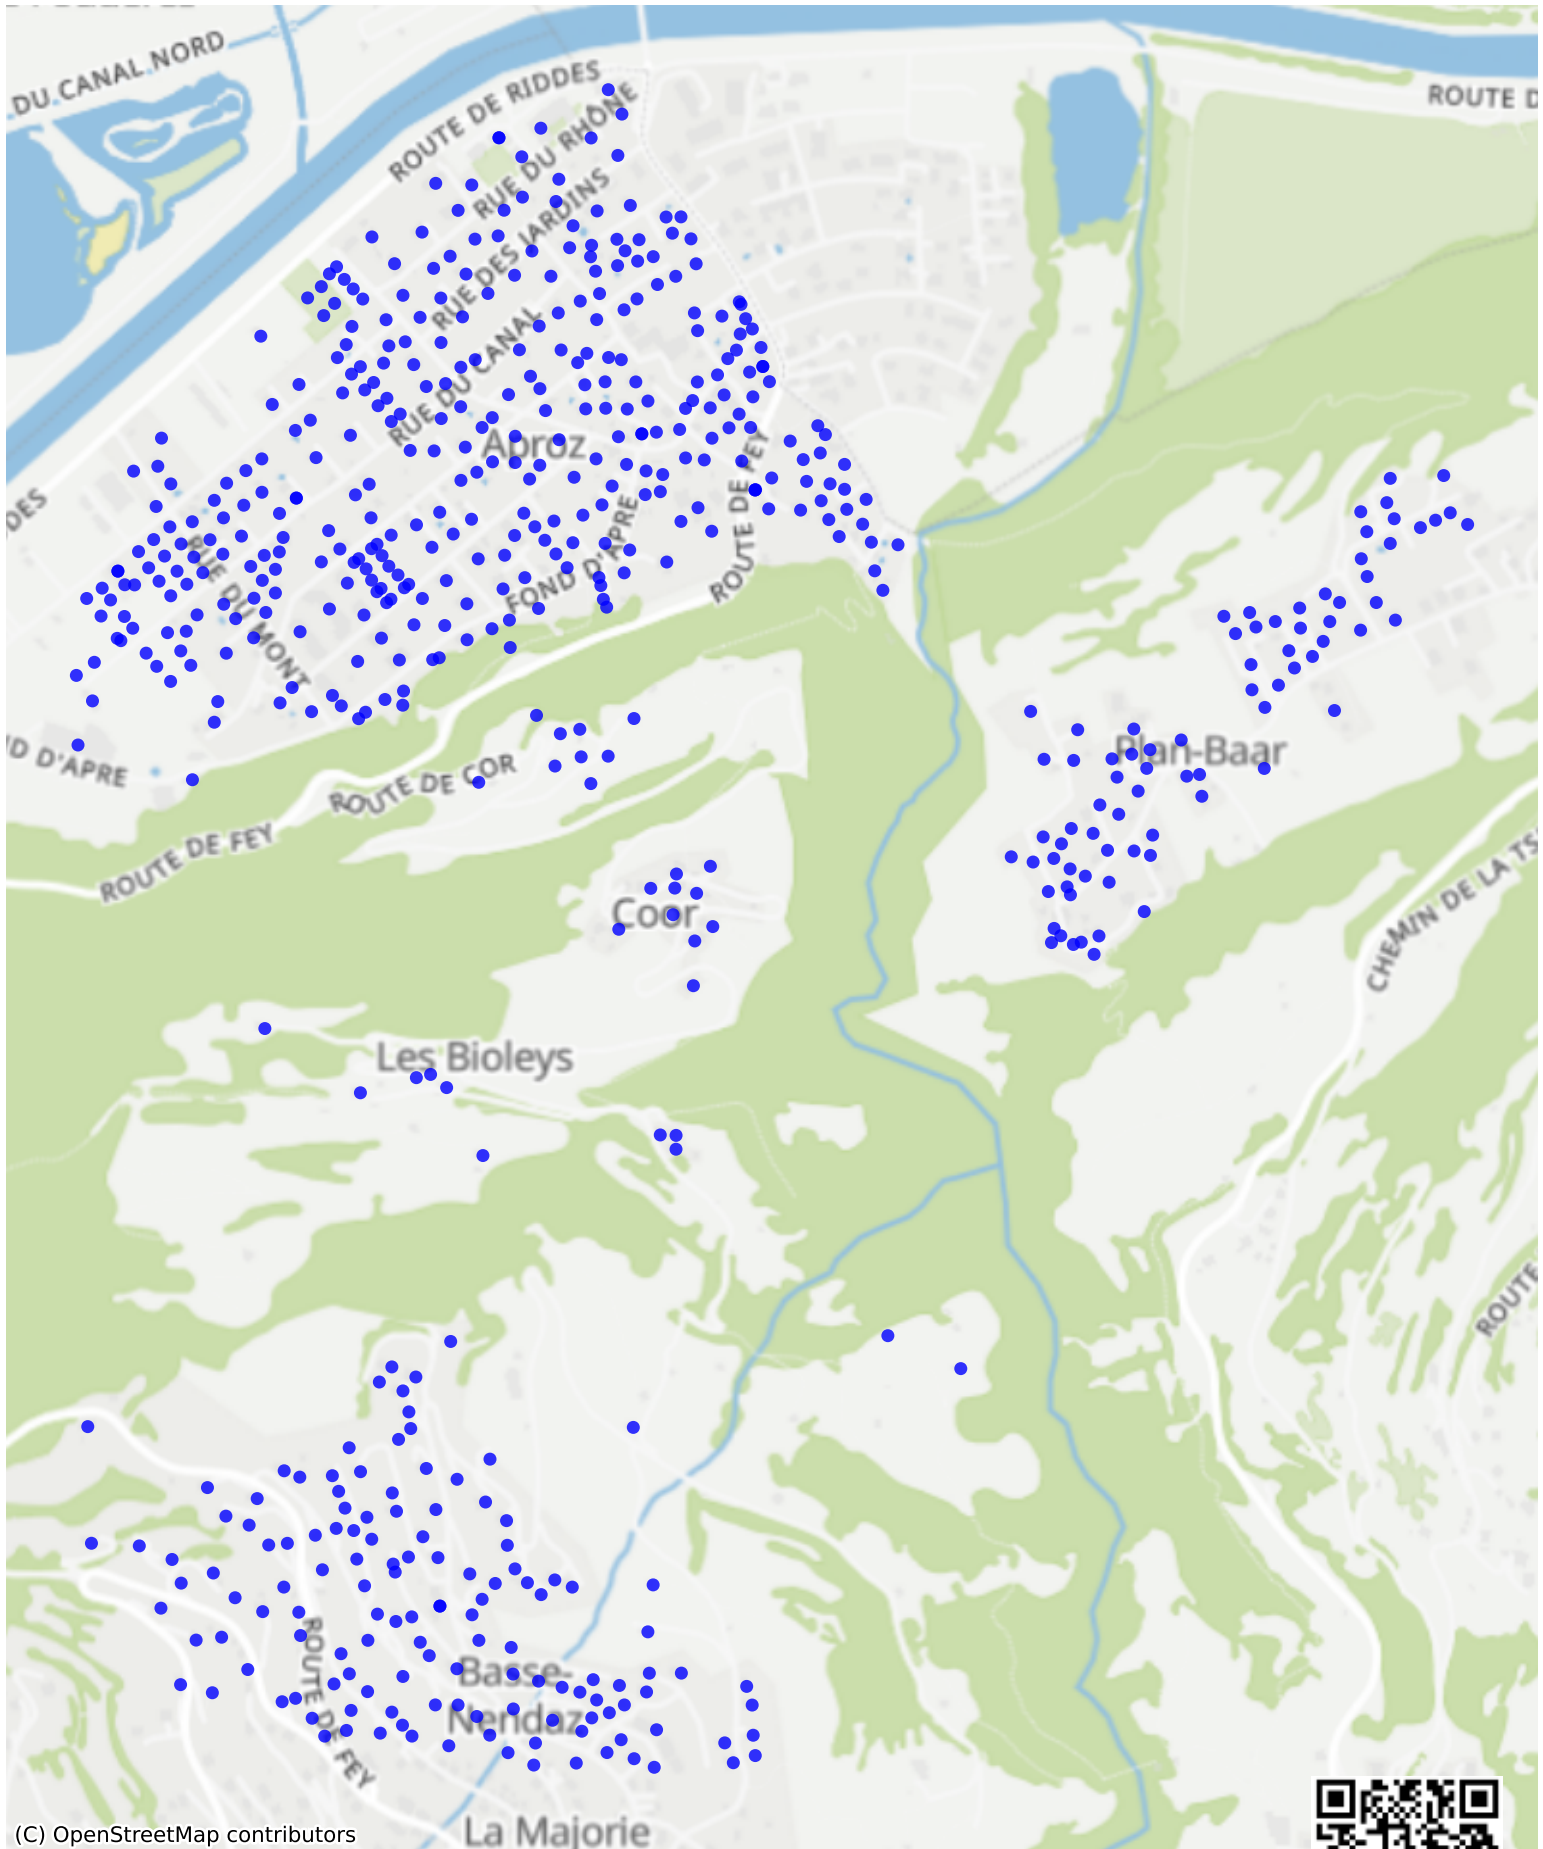 DU CANAL NORD
ROUTE DE RIDDES
ROUTE D
RUE DU RHÔNE
RUE DES JARDINS
RUE DU CANAL
Aproz
DES
ROUTE DE FEY
FOND D'APRE
RUE DU MONT
ND D'APRE
Plan-Baar
ROUTE DE COR
ROUTE DE FEY
CHEMIN DE LA TS
Coor
Les Bioleys
ROUTE
ROUTE DE FEY
Basse-
Nendaz
La Majorie
(C) OpenStreetMap contributors